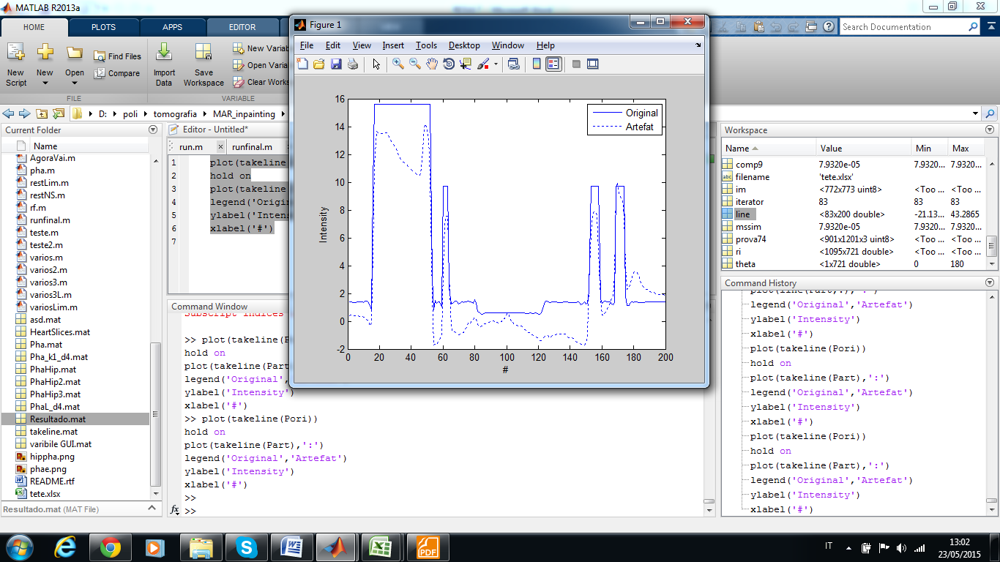 MATLAB R2013a
HOME
PLOTS
APPS
EDITOR
Search Documentation
New
Script
New
Open
Find Files
Compare
Import
Data
Save
Workspace
New Variab
Open Varia
Clear Works
FILE
VARIABLE
D:
poli
tomografia
MAR_inpainting
Current Folder
Name
AgoraVai.m
pha.m
restLim.m
restNS.m
rf.m
runfinal.m
teste.m
teste2.m
varios.m
varios2.m
varios3.m
varios3L.m
variosLim.m
asd.mat
HeartSlices.mat
Pha.mat
Pha_k1_d4.mat
PhaHip.mat
PhaHip2.mat
PhaHip3.mat
PhaL_d4.mat
Resultado.mat
takeline.mat
varibile GUI.mat
hippha.png
phae.png
README.rtf
tete.xlsx
Resultado.mat (MAT File)
Editor - Untitled*
run.m
runfinal.m
1 plot(takeline
2 hold on
3 plot(takeline
4 legend('Origi
5 ylabel('Intens
6 xlabel('#')
7
Command Window
Subscript indices
>> plot(takeline(P
hold on
plot(takeline(Part
legend('Original',
ylabel('Intensity')
xlabel('#')
>> plot(takeline(Pori))
hold on
plot(takeline(Part),':')
legend('Original','Artefat')
ylabel('Intensity')
xlabel('#')
>>
fx >>
Figure 1
File Edit View Insert Tools Desktop Window Help
16
14
12
10
8
6
4
2
0
-2
Intensity
0 20 40 60 80 100 120 140 160 180 200
#
Original
Artefat
Workspace
Name Value Min Max
comp9 7.9320e-05 7.9320... 7.9320...
abc filename 'tete.xlsx'
im <772x773 uint8> <Too ... <Too ...
iterator 83 83 83
line <83x200 double> -21.13... 43.2865
mssim 7.9320e-05 7.9320... 7.9320...
prova74 <901x1201x3 uint8> <Too ... <Too ...
ri <1095x721 double> <Too ... <Too ...
theta <1x721 double> 0 180
Command History
legend('Original','Artefat')
ylabel('Intensity')
xlabel('#')
plot(takeline(Pori))
hold on
plot(takeline(Part),':')
legend('Original','Artefat')
ylabel('Intensity')
xlabel('#')
plot(takeline(Pori))
hold on
plot(takeline(Part),':')
legend('Original','Artefat')
ylabel('Intensity')
xlabel('#')
PDF
IT
13:02
23/05/2015